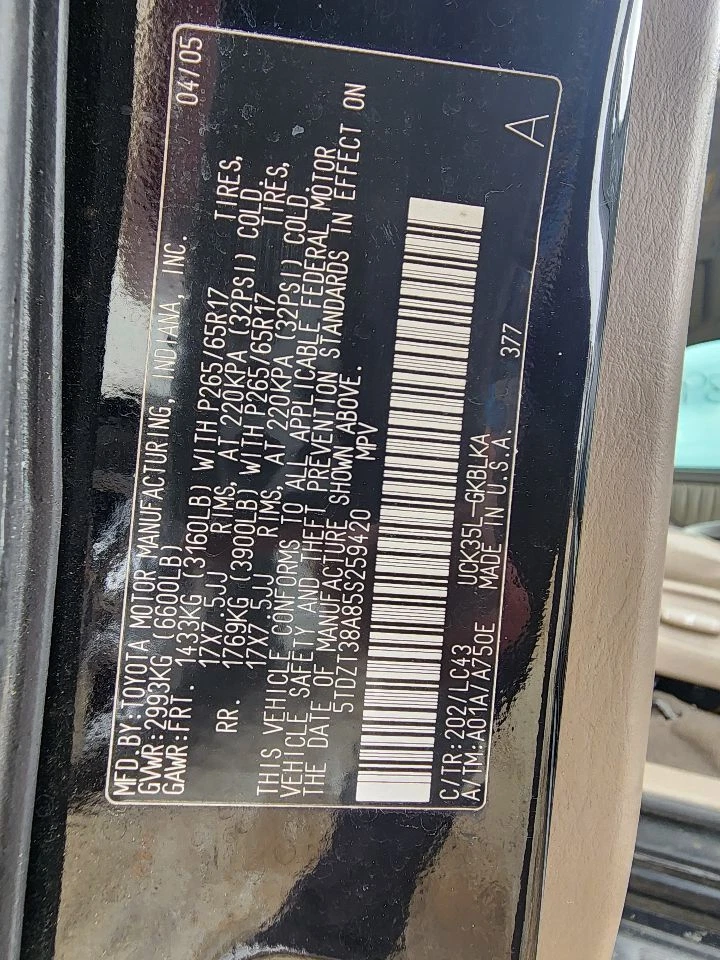 MFD.BY:TOYOTA MOTOR MANUFACTURING, INDIANA, INC. 04/05
GVWR:2993KG (6600LB)
GAWR:FRT. 1433KG (3160LB) WITH P265/65R17 TIRES,
17X7.5JJ RIMS, AT 220KPA (32PSI) COLD.
RR. 1769KG (3900LB) WITH P265/65R17 TIRES,
17X7.5JJ RIMS, AT 220KPA (32PSI) COLD.
THIS VEHICLE CONFORMS TO ALL APPLICABLE FEDERAL MOTOR
VEHICLE SAFETY AND THEFT PREVENTION STANDARDS IN EFFECT ON
THE DATE OF MANUFACTURE SHOWN ABOVE.
5TDZT38A85S259420 MPV
C/TR:202/LC43 UCK35L-GKBLKA 377
A/TM:A01A/A750E MADE IN U.S.A. A